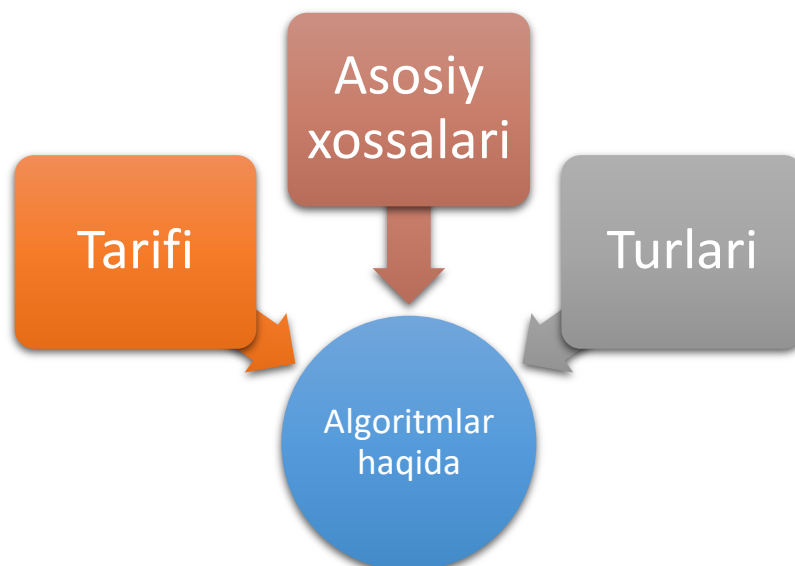 Asosiy
xossalari
Tarifi
Turlari
Algoritmlar
haqida